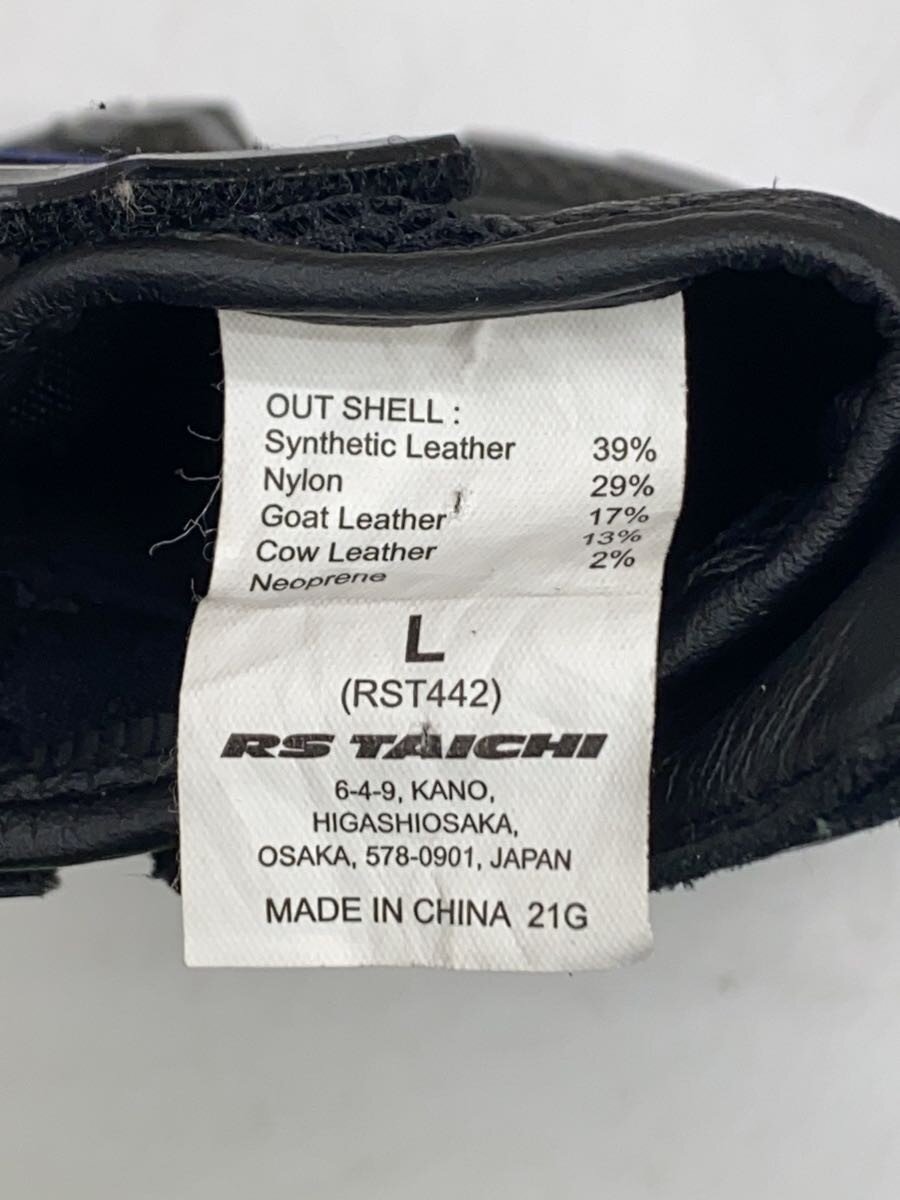 OUT SHELL :
Synthetic Leather 39%
Nylon 29%
Goat Leather 17%
Cow Leather 13%
Neoprene 2%
L
(RST442)
RS TAICHI
6-4-9, KANO,
HIGASHIOSAKA,
OSAKA, 578-0901, JAPAN
MADE IN CHINA 21G